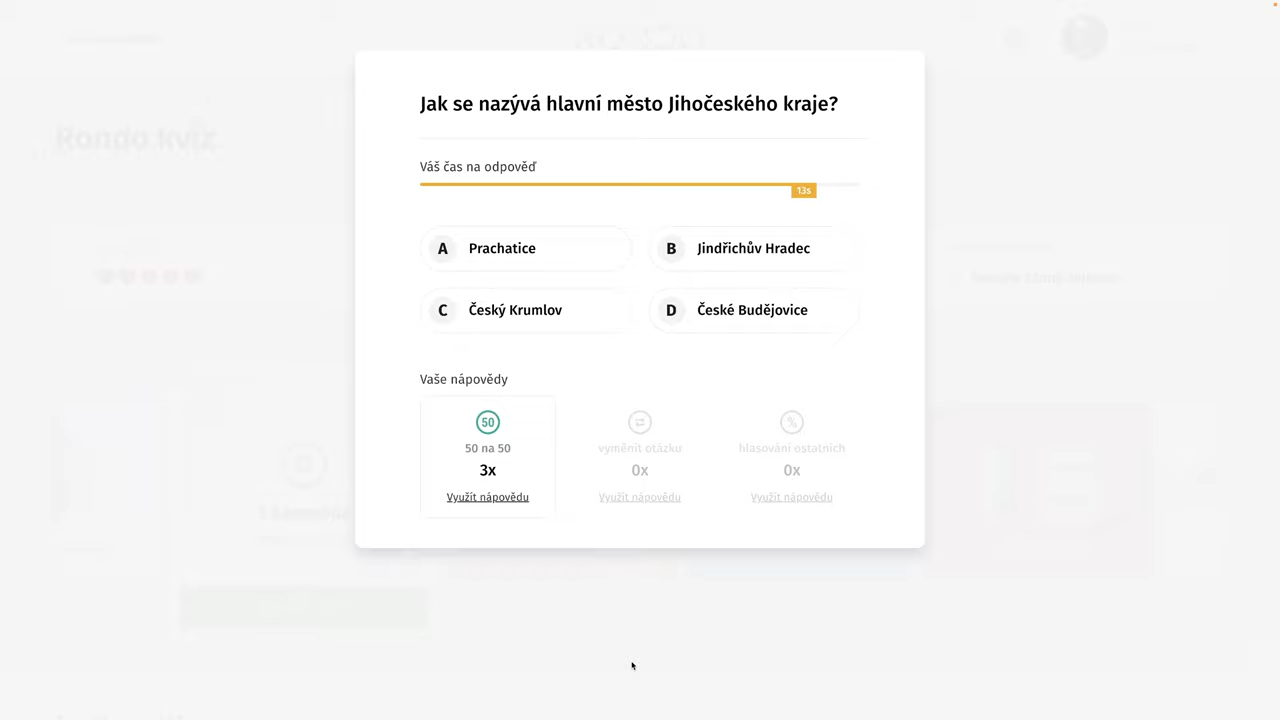 Jak se nazývá hlavní město Jihočeského kraje?
Váš čas na odpověď
13s
A Prachatice
B Jindřichův Hradec
C Český Krumlov
D České Budějovice
Vaše nápovědy
50
50 na 50
3x
Využít nápovědu
vyměnit otázku
0x
Využít nápovědu
%
hlasování ostatních
0x
Využít nápovědu
Rondo kvíz